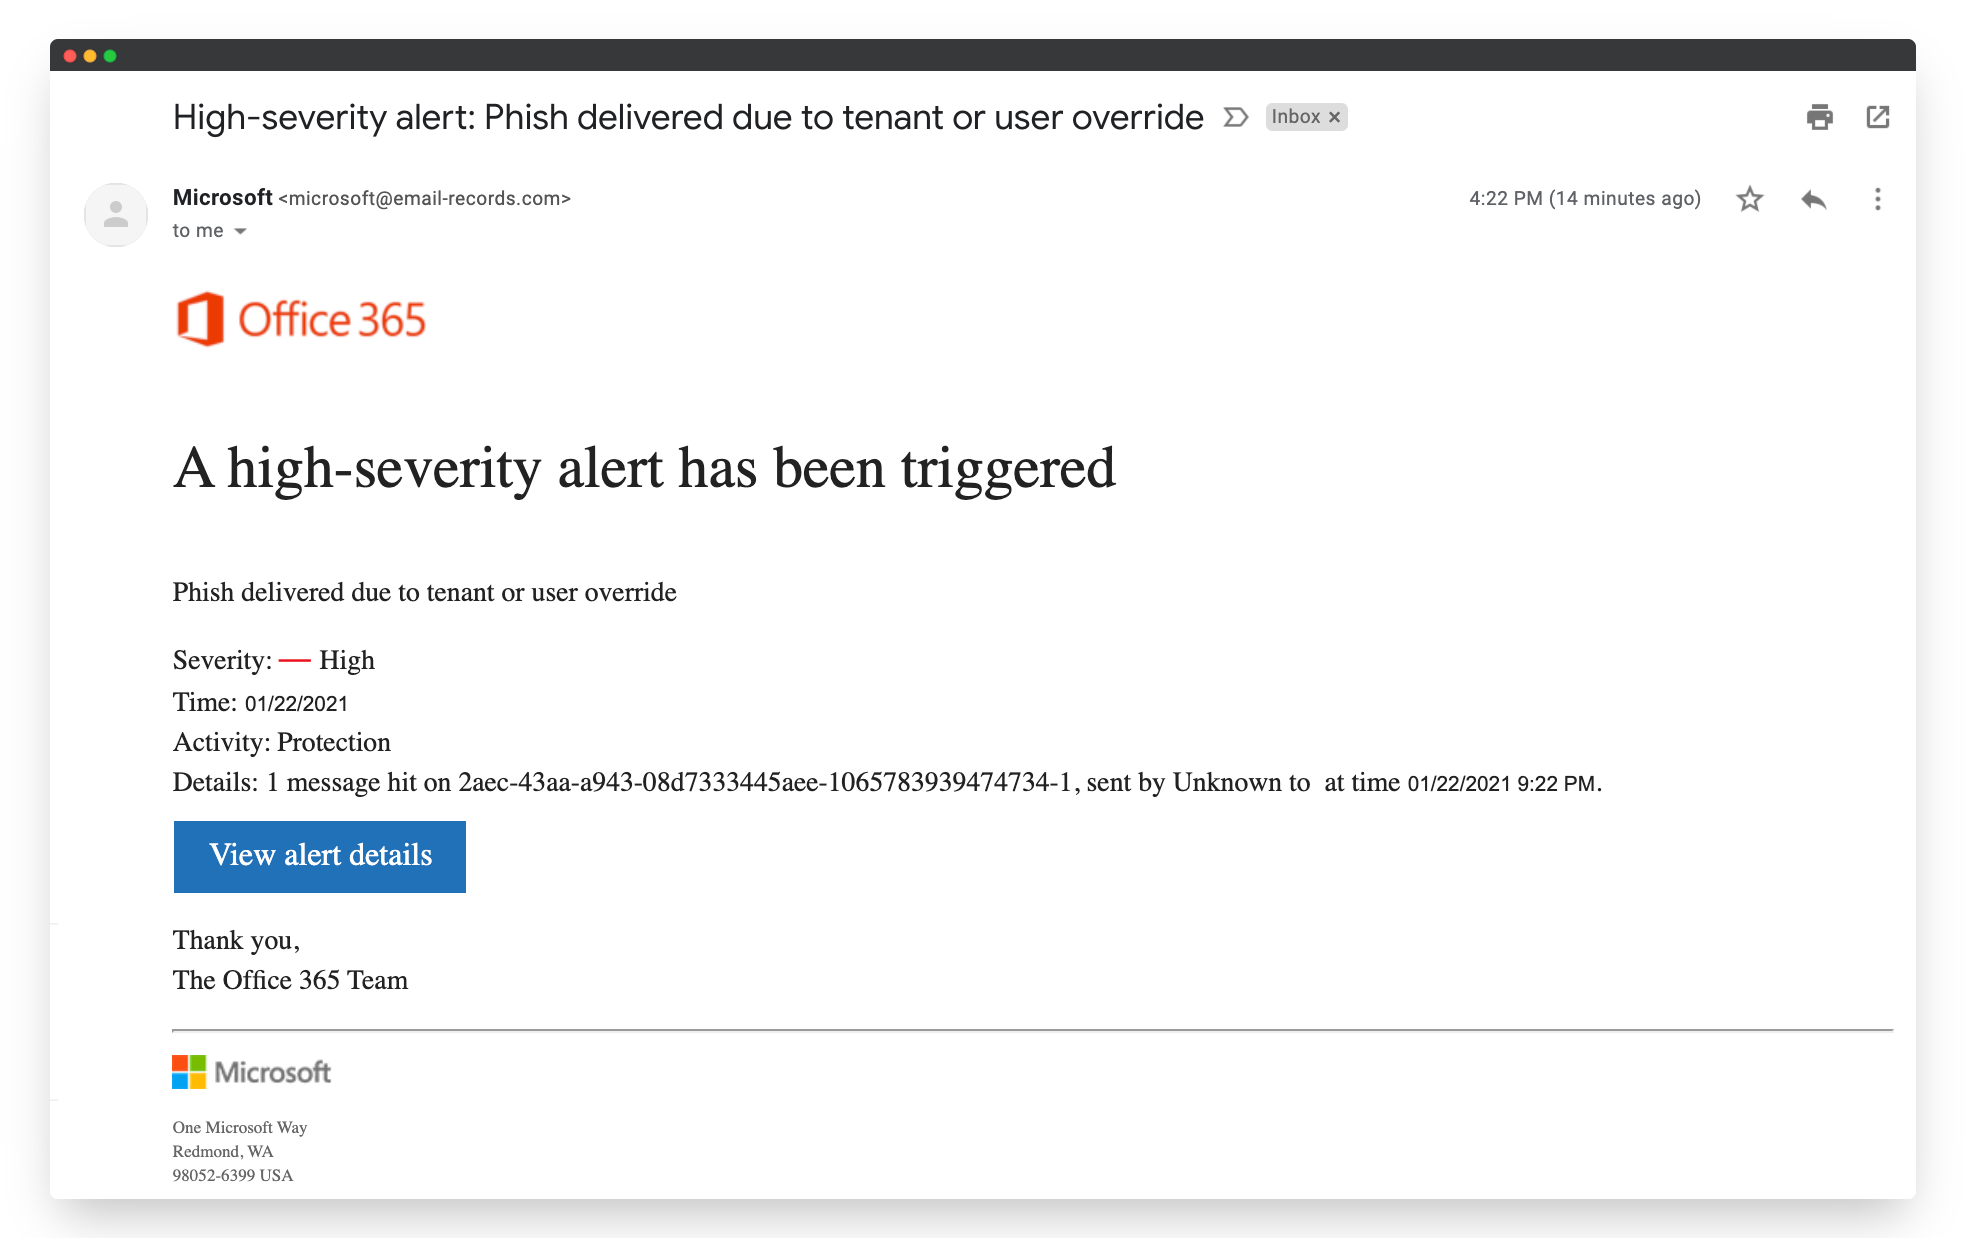 High-severity alert: Phish delivered due to tenant or user override Inbox ×
Microsoft <microsoft@email-records.com> 4:22 PM (14 minutes ago)
to me
Office 365
A high-severity alert has been triggered
Phish delivered due to tenant or user override
Severity: High
Time: 01/22/2021
Activity: Protection
Details: 1 message hit on 2aec-43aa-a943-08d7333445aee-1065783939474734-1, sent by Unknown to  at time 01/22/2021 9:22 PM.
View alert details
Thank you,
The Office 365 Team
Microsoft
One Microsoft Way
Redmond, WA
98052-6399 USA